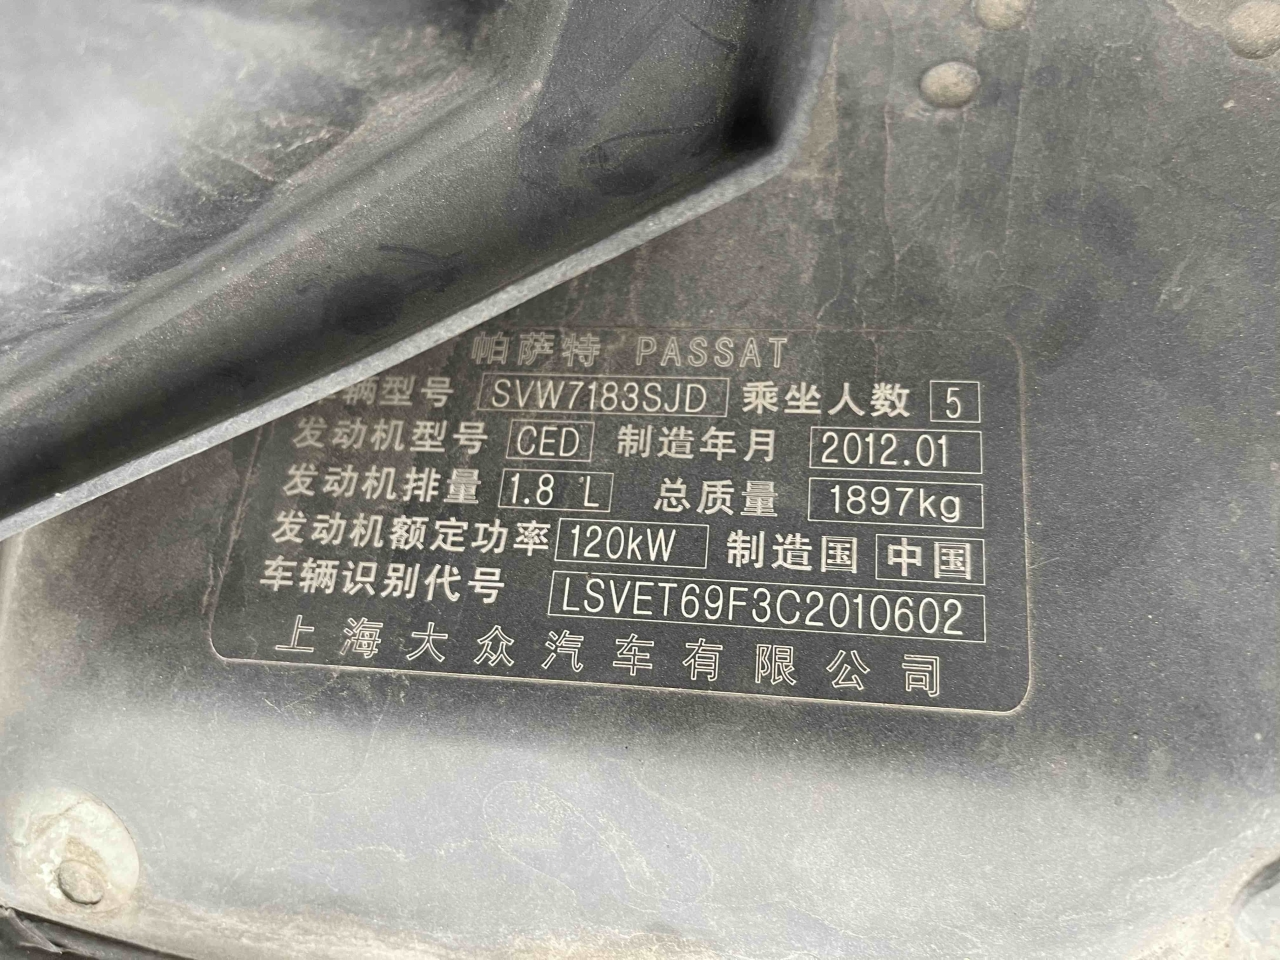 帕萨特 PASSAT
车辆型号 SVW7183SJD 乘坐人数 5
发动机型号 CED 制造年月 2012.01
发动机排量 1.8 L 总质量 1897kg
发动机额定功率 120kW 制造国 中国
车辆识别代号 LSVET69F3C2010602
上海大众汽车有限公司